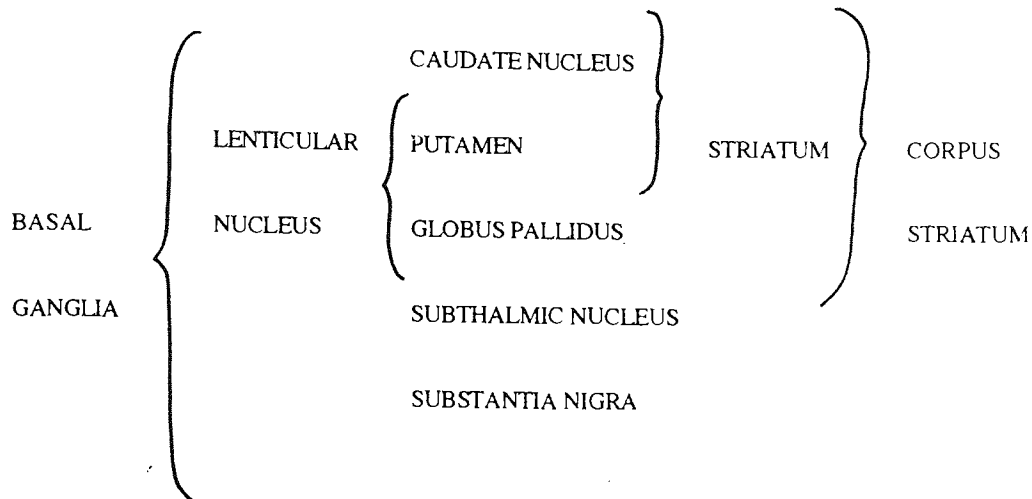 CAUDATE NUCLEUS
LENTICULAR PUTAMEN STRIATUM CORPUS
BASAL NUCLEUS GLOBUS PALLIDUS STRIATUM
GANGLIA SUBTHALMIC NUCLEUS
SUBSTANTIA NIGRA